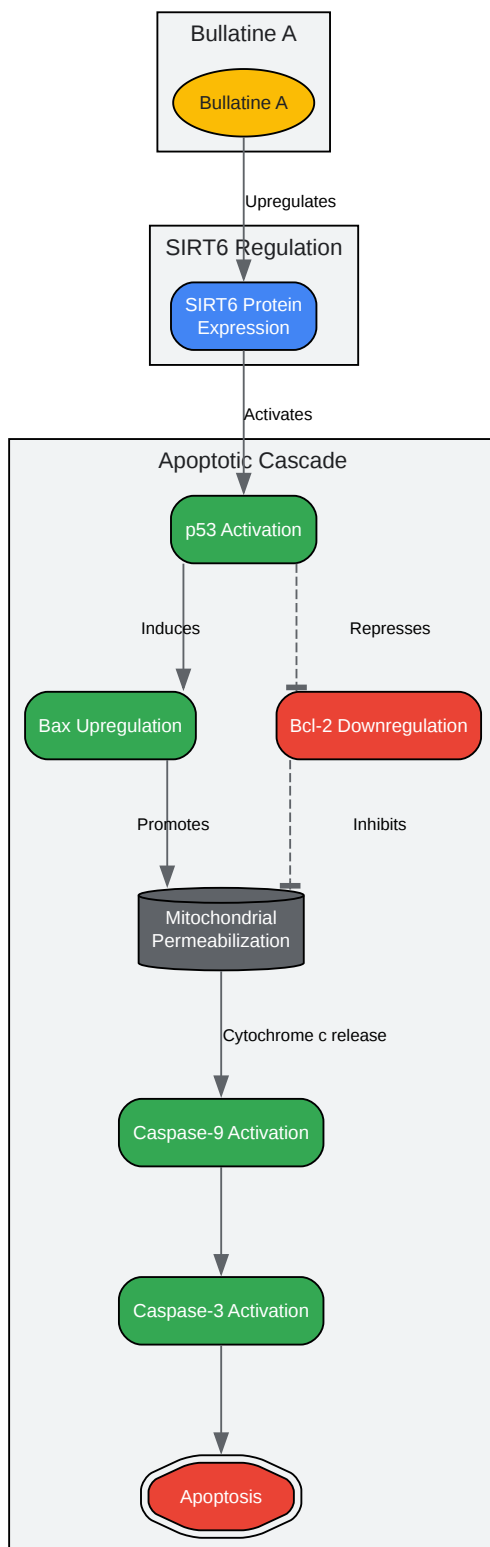 Bullatine A
Bullatine A
Upregulates
SIRT6 Regulation
SIRT6 Protein
Expression
Activates
Apoptotic Cascade
p53 Activation
Induces
Represses
Bax Upregulation
Bcl-2 Downregulation
Promotes
Inhibits
Mitochondrial
Permeabilization
Cytochrome c release
Caspase-9 Activation
Caspase-3 Activation
Apoptosis